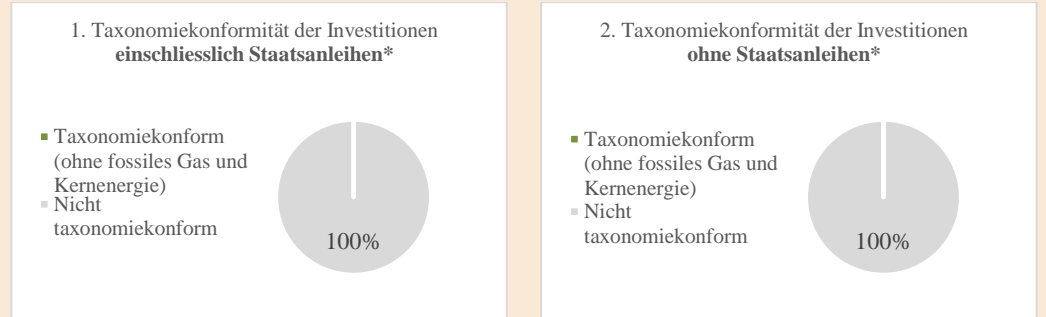 1. Taxonomiekonformität der Investitionen
einschliesslich Staatsanleihen*
Taxonomiekonform
(ohne fossiles Gas und
Kernenergie)
Nicht
taxonomiekonform
100%
2. Taxonomiekonformität der Investitionen
ohne Staatsanleihen*
Taxonomiekonform
(ohne fossiles Gas und
Kernenergie)
Nicht
taxonomiekonform
100%